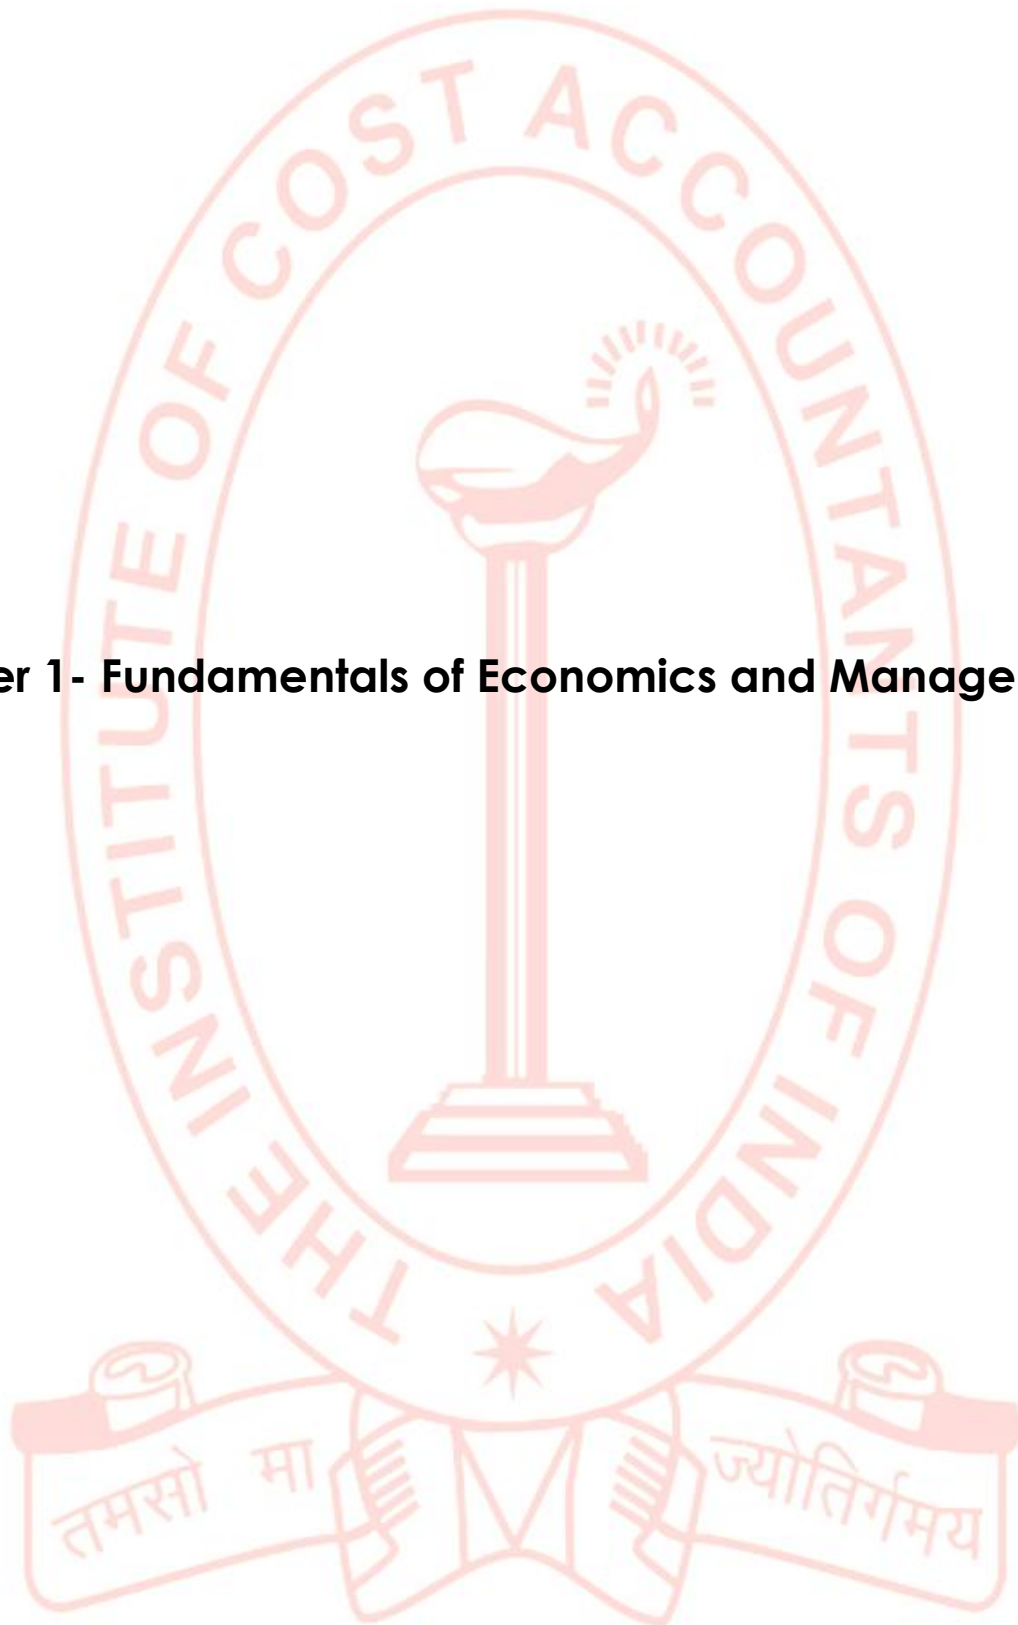 THE INSTITUTE OF COST ACCOUNTANTS OF INDIA
er 1- Fundamentals of Economics and Manage
तमसो मा ज्योतिर्गमय